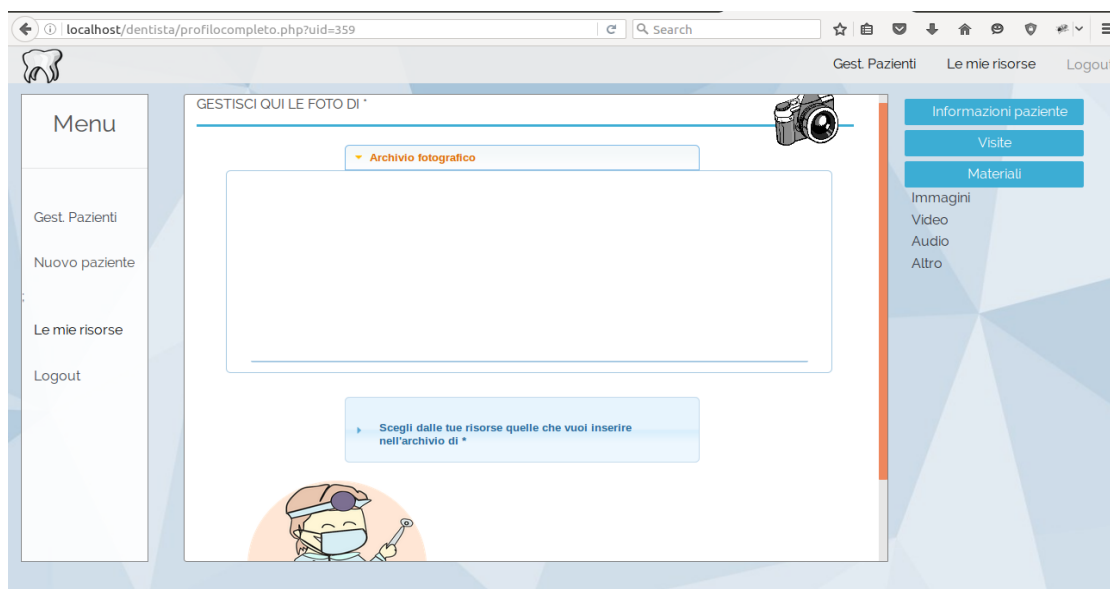 localhost/dentista/profilocompleto.php?uid=359
Search
Gest. Pazienti
Le mie risorse
Logout
Menu
Gest. Pazienti
Nuovo paziente
;
Le mie risorse
Logout
GESTISCI QUI LE FOTO DI *
Archivio fotografico
Scegli dalle tue risorse quelle che vuoi inserire
nell'archivio di *
Informazioni paziente
Visite
Materiali
Immagini
Video
Audio
Altro